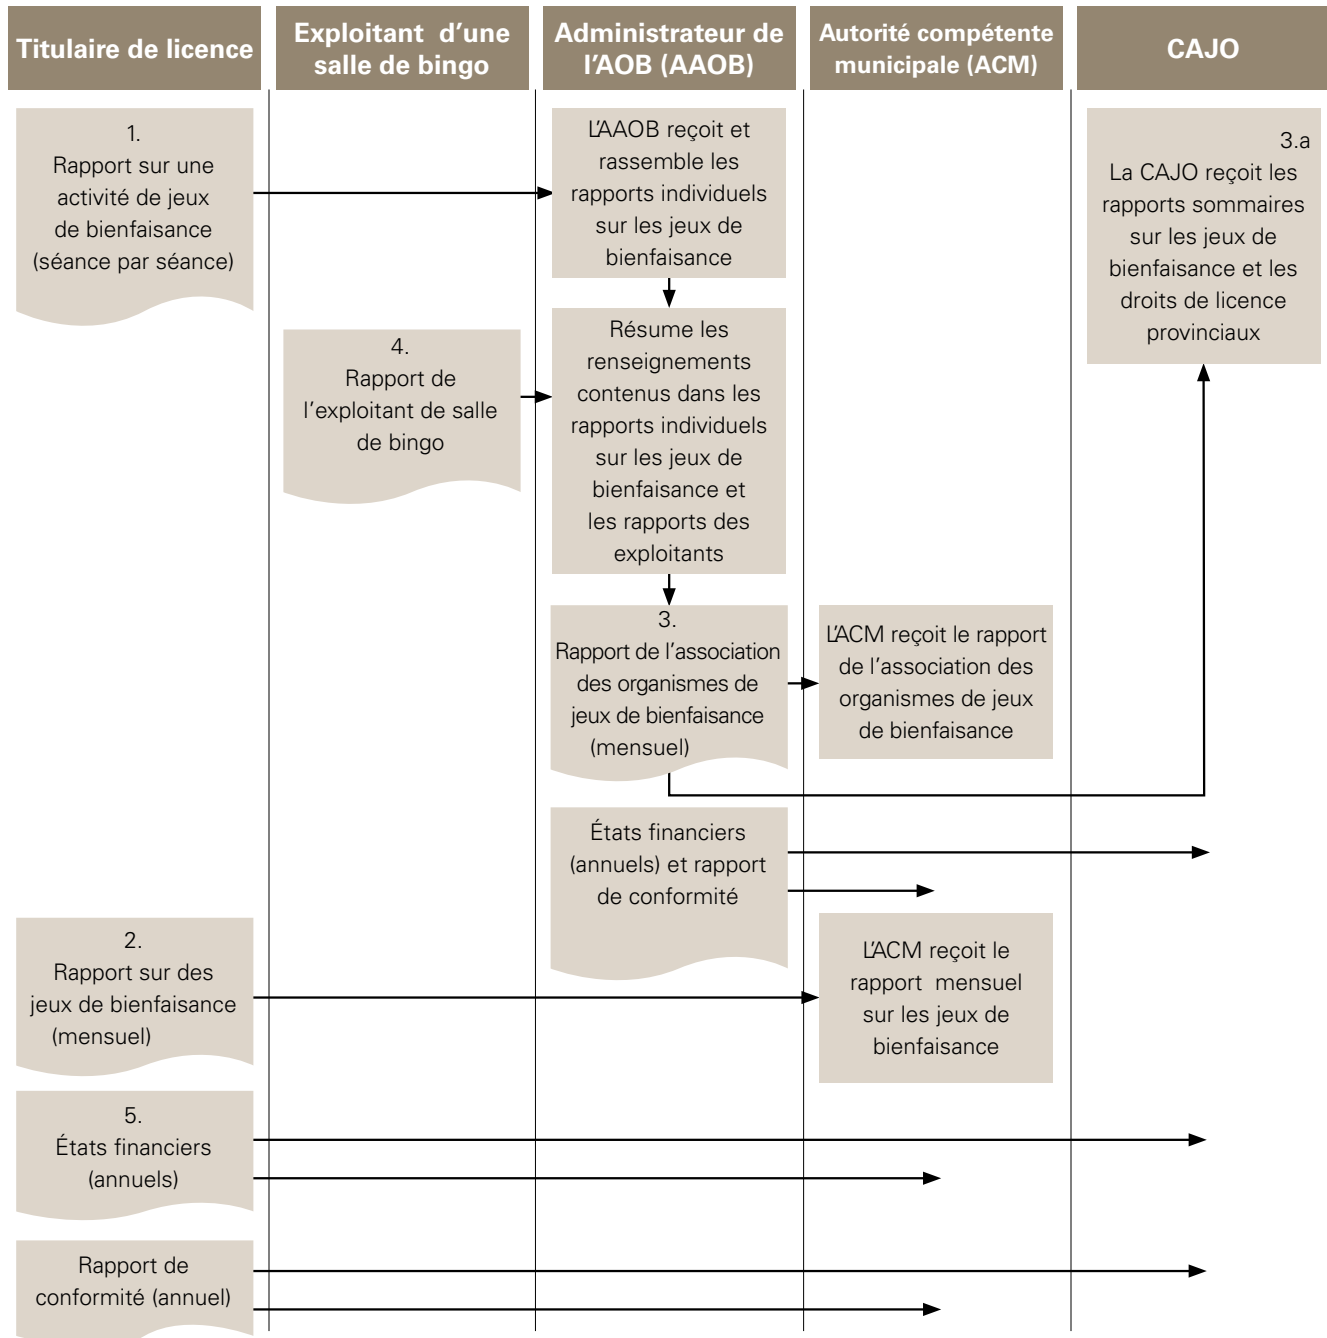 Titulaire de licence
Exploitant d'une
salle de bingo
Administrateur de
l'AOB (AAOB)
Autorité compétente
municipale (ACM)
CAJO
1.
Rapport sur une
activité de jeux
de bienfaisance
(séance par séance)
L'AAOB reçoit et
rassemble les
rapports individuels
sur les jeux de
bienfaisance
3.a
La CAJO reçoit les
rapports sommaires
sur les jeux de
bienfaisance et les
droits de licence
provinciaux
4.
Rapport de
l'exploitant de salle
de bingo
Résume les
renseignements
contenus dans les
rapports individuels
sur les jeux de
bienfaisance et
les rapports des
exploitants
3.
Rapport de l'association
des organismes de
jeux de bienfaisance
(mensuel)
L'ACM reçoit le rapport
de l'association des
organismes de jeux
de bienfaisance
États financiers
(annuels) et rapport
de conformité
2.
Rapport sur des
jeux de bienfaisance
(mensuel)
L'ACM reçoit le
rapport mensuel
sur les jeux de
bienfaisance
5.
États financiers
(annuels)
Rapport de
conformité (annuel)